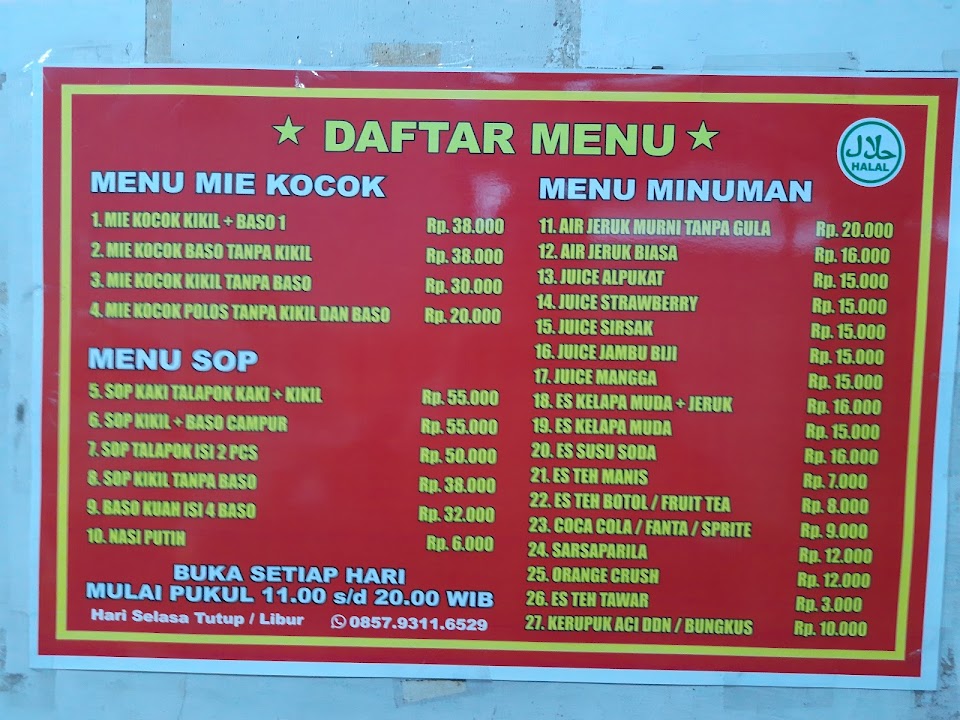 ★ DAFTAR MENU ★
حلال
HALAL
MENU MIE KOCOK
1. MIE KOCOK KIKIL + BASO 1 Rp. 38.000
2. MIE KOCOK BASO TANPA KIKIL Rp. 38.000
3. MIE KOCOK KIKIL TANPA BASO Rp. 30.000
4. MIE KOCOK POLOS TANPA KIKIL DAN BASO Rp. 20.000
MENU SOP
5. SOP KAKI TALAPOK KAKI + KIKIL Rp. 55.000
6. SOP KIKIL + BASO CAMPUR Rp. 55.000
7. SOP TALAPOK ISI 2 PCS Rp. 50.000
8. SOP KIKIL TANPA BASO Rp. 38.000
9. BASO KUAH ISI 4 BASO Rp. 32.000
10. NASI PUTIH Rp. 6.000
BUKA SETIAP HARI
MULAI PUKUL 11.00 s/d 20.00 WIB
Hari Selasa Tutup / Libur 0857.9311.6529
MENU MINUMAN
11. AIR JERUK MURNI TANPA GULA Rp. 20.000
12. AIR JERUK BIASA Rp. 16.000
13. JUICE ALPUKAT Rp. 15.000
14. JUICE STRAWBERRY Rp. 15.000
15. JUICE SIRSAK Rp. 15.000
16. JUICE JAMBU BIJI Rp. 15.000
17. JUICE MANGGA Rp. 15.000
18. ES KELAPA MUDA + JERUK Rp. 16.000
19. ES KELAPA MUDA Rp. 15.000
20. ES SUSU SODA Rp. 16.000
21. ES TEH MANIS Rp. 7.000
22. ES TEH BOTOL / FRUIT TEA Rp. 8.000
23. COCA COLA / FANTA / SPRITE Rp. 9.000
24. SARSAPARILA Rp. 12.000
25. ORANGE CRUSH Rp. 12.000
26. ES TEH TAWAR Rp. 3.000
27. KERUPUK ACI DDN / BUNGKUS Rp. 10.000